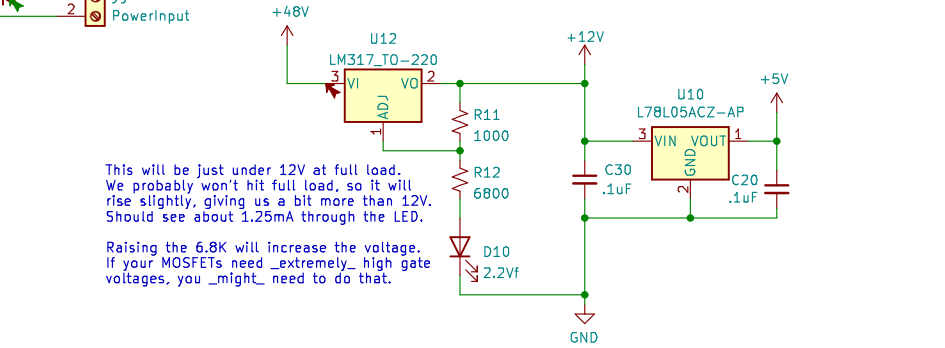 2
PowerInput
+48V
U12
LM317_TO-220
3
VI
VO
2
ADJ
1
+12V
R11
1000
R12
6800
D10
2.2Vf
+5V
U10
L78L05ACZ-AP
3
VIN
VOUT
1
GND
2
C30
.1uF
C20
.1uF
GND
This will be just under 12V at full load.
We probably won't hit full load, so it will
rise slightly, giving us a bit more than 12V.
Should see about 1.25mA through the LED.
Raising the 6.8K will increase the voltage.
If your MOSFETs need _extremely_ high gate
voltages, you _might_ need to do that.